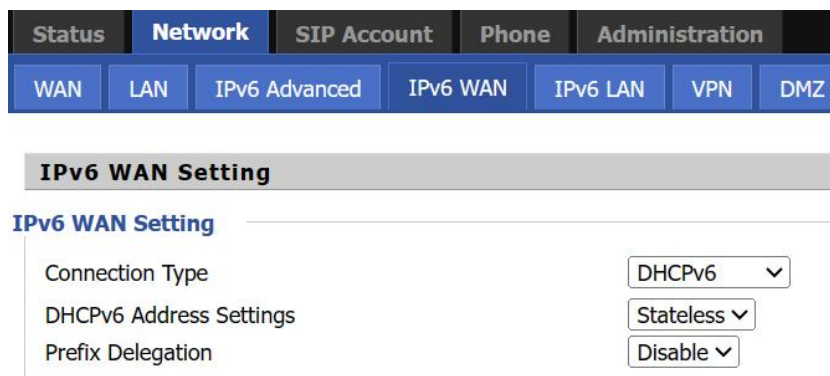 Status Network SIP Account Phone Administration
WAN LAN IPv6 Advanced IPv6 WAN IPv6 LAN VPN DMZ
IPv6 WAN Setting
IPv6 WAN Setting
Connection Type DHCPv6
DHCPv6 Address Settings Stateless
Prefix Delegation Disable